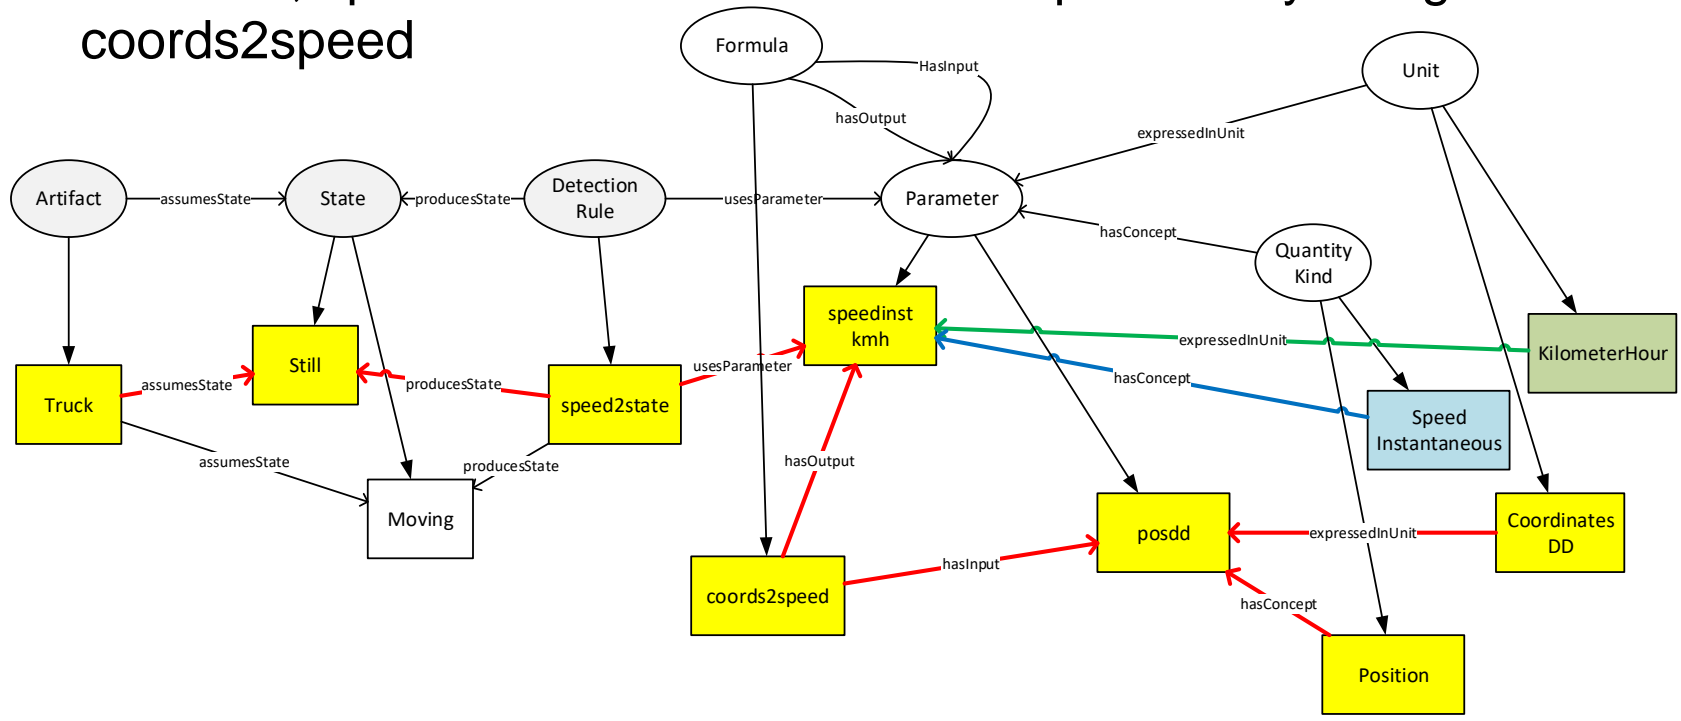 coords2speed
Formula
HasInput
hasOutput
Unit
expressedInUnit
Artifact
assumesState
State
producesState
Detection
Rule
usesParameter
Parameter
hasConcept
Quantity
Kind
speedinst
kmh
expressedInUnit
KilometerHour
Still
usesParameter
assumesState
producesState
hasConcept
Truck
speed2state
Speed
Instantaneous
assumesState
producesState
hasOutput
Moving
posdd
expressedInUnit
Coordinates
DD
hasInput
coords2speed
hasConcept
Position